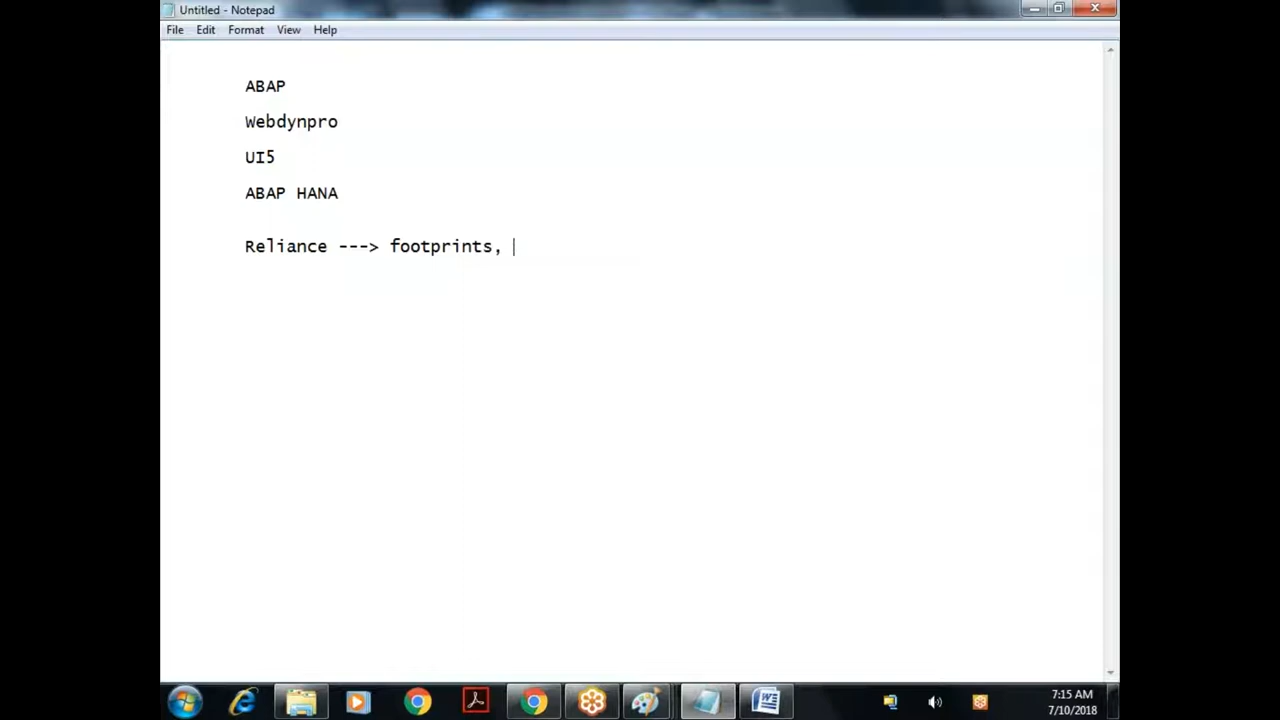 Untitled - Notepad
File Edit Format View Help
ABAP
Webdynpro
UI5
ABAP HANA
Reliance ---> footprints,
7:15 AM
7/10/2018